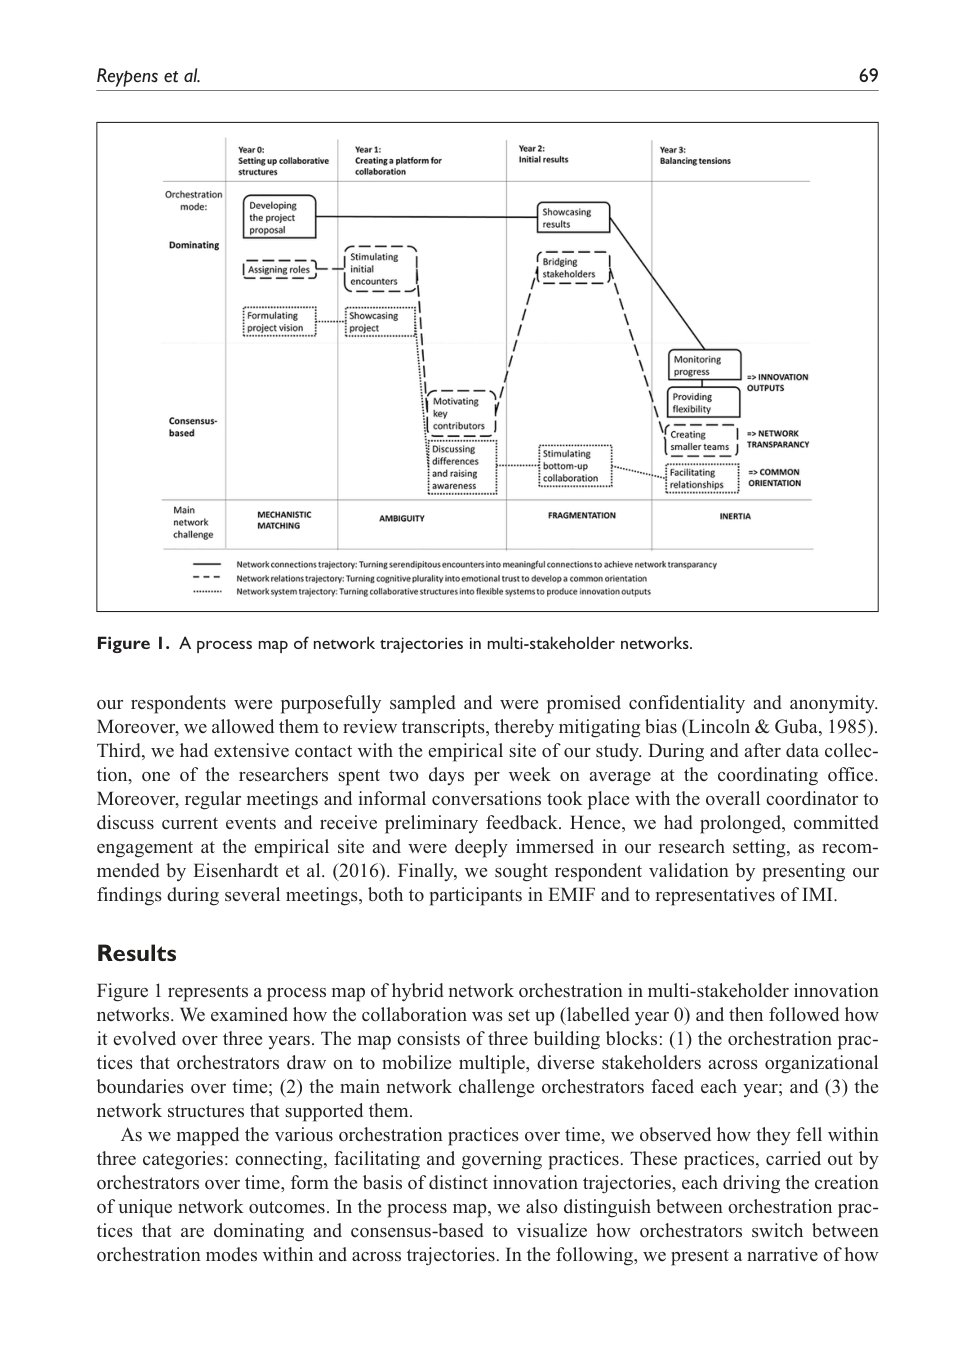 Reypens et al.
69
Year 0:
Setting up collaborative
structures
Year 1:
Creating a platform for
collaboration
Year 2:
Initial results
Year 3:
Balancing tensions
Orchestration
mode:
Dominating
Developing
the project
proposal
Showcasing
results
Assigning roles
Stimulating
initial
encounters
Bridging
stakeholders
Formulating
project vision
Showcasing
project
Consensus-
based
Motivating
key
contributors
Discussing
differences
and raising
awareness
Stimulating
bottom-up
collaboration
Monitoring
progress
Providing
flexibility
=> INNOVATION
OUTPUTS
Creating
smaller teams
=> NETWORK
TRANSPARANCY
Facilitating
relationships
=> COMMON
ORIENTATION
Main
network
challenge
MECHANISTIC
MATCHING
AMBIGUITY
FRAGMENTATION
INERTIA
Network connections trajectory: Turning serendipitous encounters into meaningful connections to achieve network transparancy
Network relations trajectory: Turning cognitive plurality into emotional trust to develop a common orientation
Network system trajectory: Turning collaborative structures into flexible systems to produce innovation outputs
Figure 1. A process map of network trajectories in multi-stakeholder networks.
our respondents were purposefully sampled and were promised confidentiality and anonymity.
Moreover, we allowed them to review transcripts, thereby mitigating bias (Lincoln & Guba, 1985).
Third, we had extensive contact with the empirical site of our study. During and after data collec-
tion, one of the researchers spent two days per week on average at the coordinating office.
Moreover, regular meetings and informal conversations took place with the overall coordinator to
discuss current events and receive preliminary feedback. Hence, we had prolonged, committed
engagement at the empirical site and were deeply immersed in our research setting, as recom-
mended by Eisenhardt et al. (2016). Finally, we sought respondent validation by presenting our
findings during several meetings, both to participants in EMIF and to representatives of IMI.
Results
Figure 1 represents a process map of hybrid network orchestration in multi-stakeholder innovation
networks. We examined how the collaboration was set up (labelled year 0) and then followed how
it evolved over three years. The map consists of three building blocks: (1) the orchestration prac-
tices that orchestrators draw on to mobilize multiple, diverse stakeholders across organizational
boundaries over time; (2) the main network challenge orchestrators faced each year; and (3) the
network structures that supported them.
As we mapped the various orchestration practices over time, we observed how they fell within
three categories: connecting, facilitating and governing practices. These practices, carried out by
orchestrators over time, form the basis of distinct innovation trajectories, each driving the creation
of unique network outcomes. In the process map, we also distinguish between orchestration prac-
tices that are dominating and consensus-based to visualize how orchestrators switch between
orchestration modes within and across trajectories. In the following, we present a narrative of how